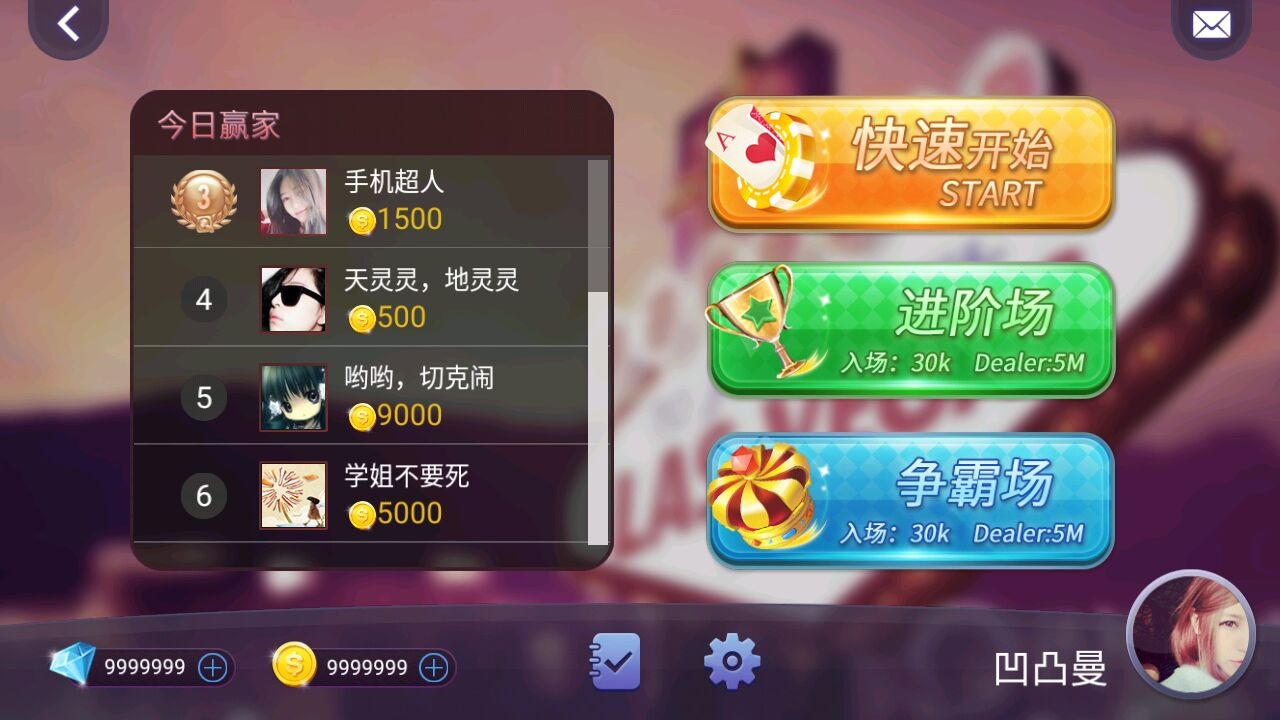 今日赢家
3
手机超人
1500
4
天灵灵，地灵灵
500
5
哟哟，切克闹
9000
6
学姐不要死
5000
A
快速开始
START
进阶场
入场：30k Dealer:5M
争霸场
入场：30k Dealer:5M
9999999
9999999
凹凸曼